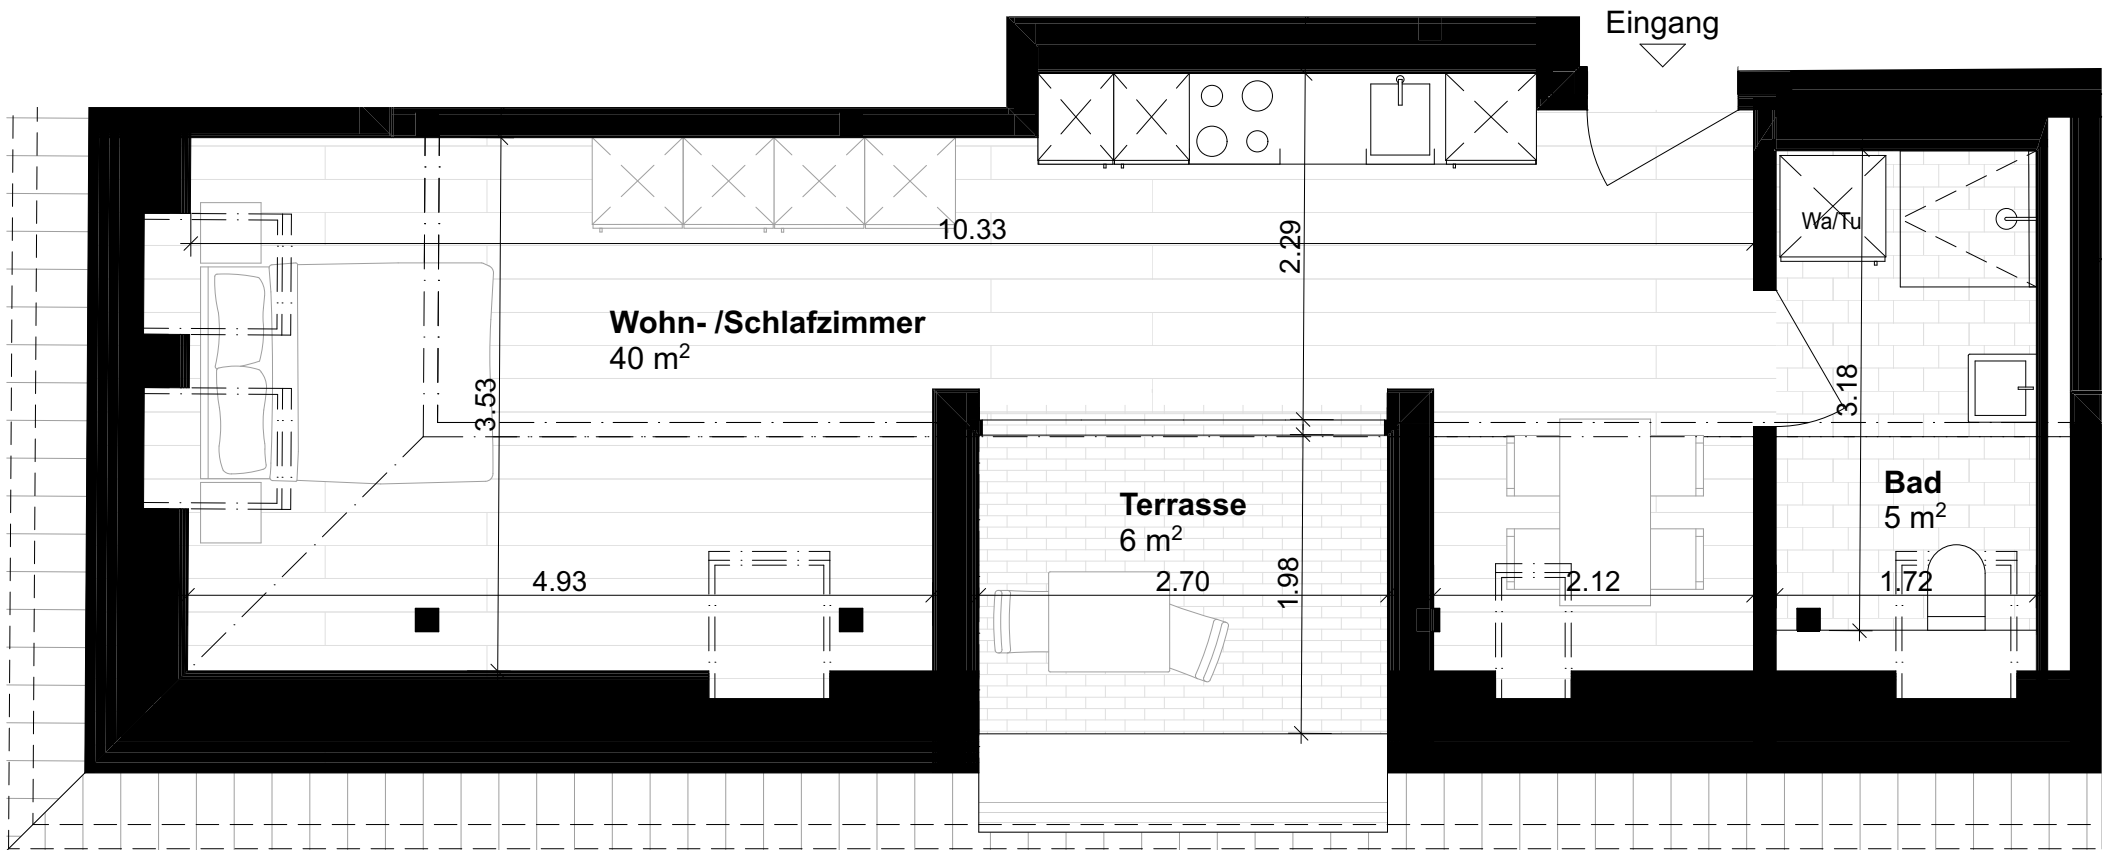 Eingang
Wa/Tu
10.33
2.29
Wohn- /Schlafzimmer
40 m²
3.53
3.18
Terrasse
6 m²
Bad
5 m²
4.93
2.70
1.98
2.12
1.72